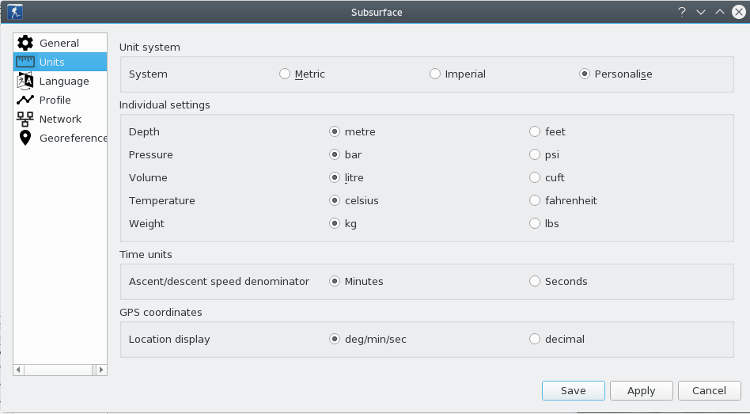 Subsurface
General
Units
Language
Profile
Network
Georeference
Unit system
System Metric Imperial Personalise
Individual settings
Depth metre feet
Pressure bar psi
Volume litre cuft
Temperature celsius fahrenheit
Weight kg lbs
Time units
Ascent/descent speed denominator Minutes Seconds
GPS coordinates
Location display deg/min/sec decimal
Save Apply Cancel